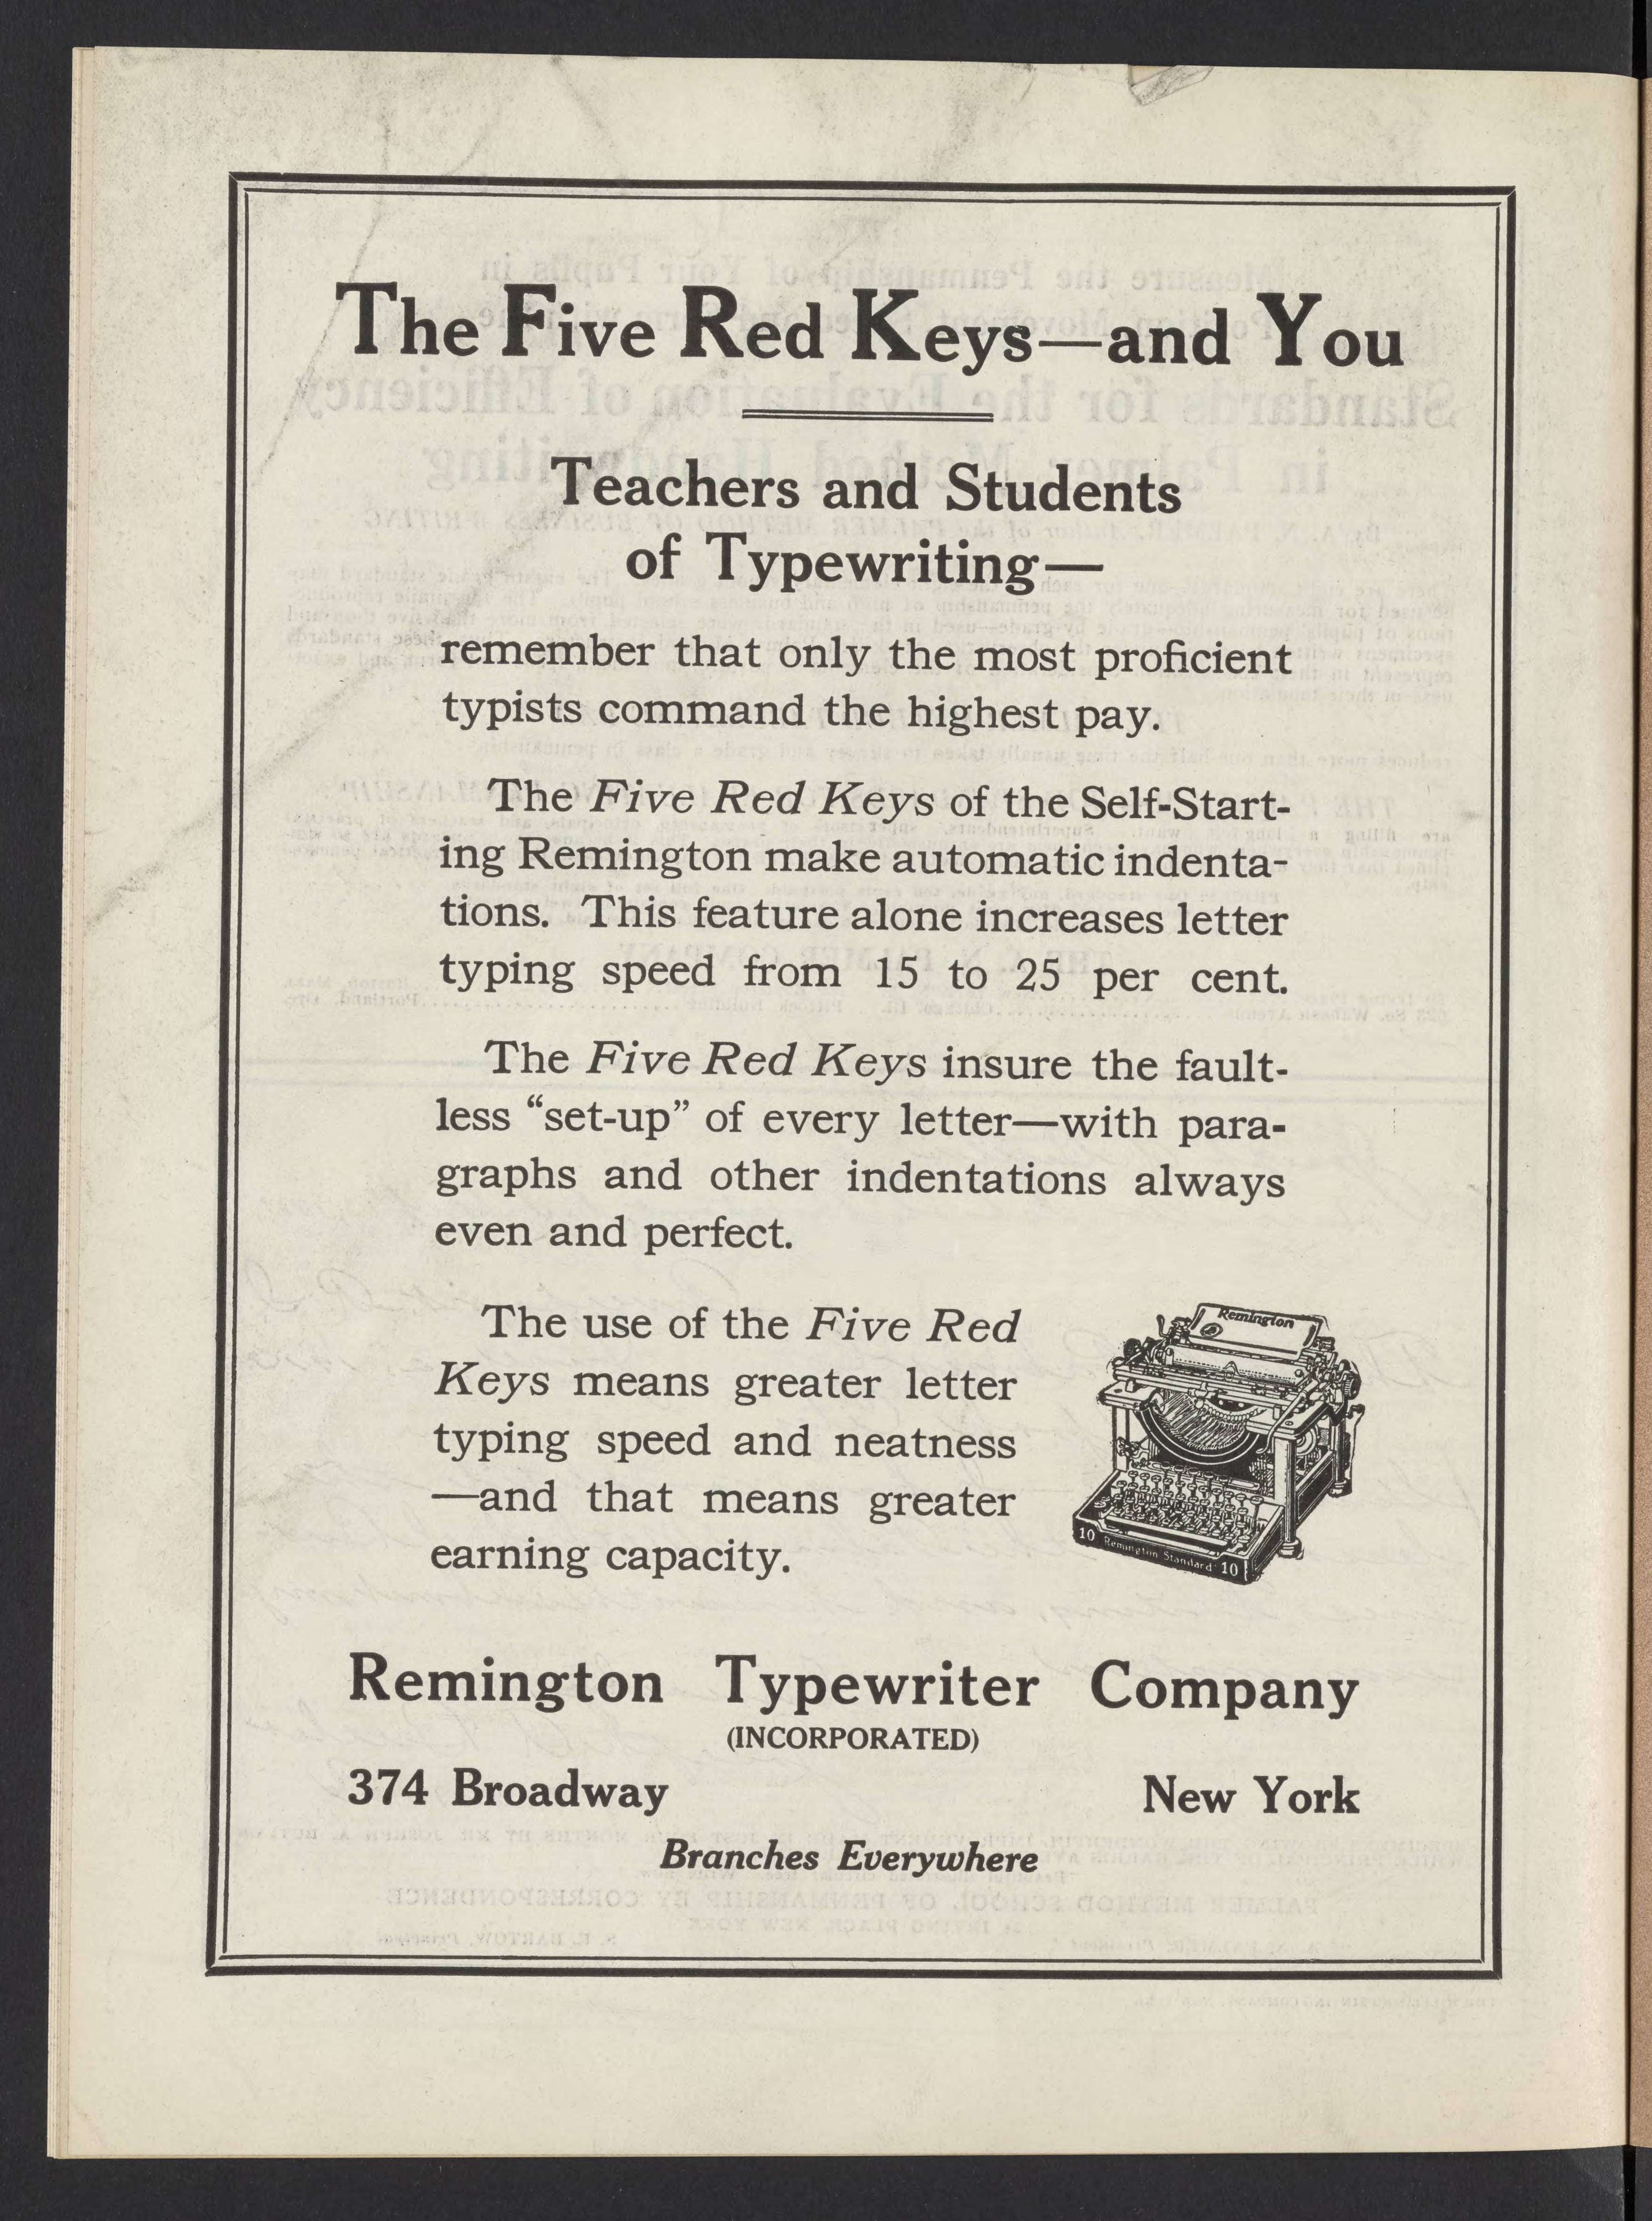 The Five Red Keys—and You
Teachers and Students
of Typewriting—
remember that only the most proficient
typists command the highest pay.
The Five Red Keys of the Self-Start-
ing Remington make automatic indenta-
tions. This feature alone increases letter
typing speed from 15 to 25 per cent.
The Five Red Keys insure the fault-
less “set-up” of every letter—with para-
graphs and other indentations always
even and perfect.
The use of the Five Red
Keys means greater letter
typing speed and neatness
—and that means greater
earning capacity.
Remington
10 Remington Standard 10
Remington Typewriter Company
(INCORPORATED)
374 Broadway New York
Branches Everywhere